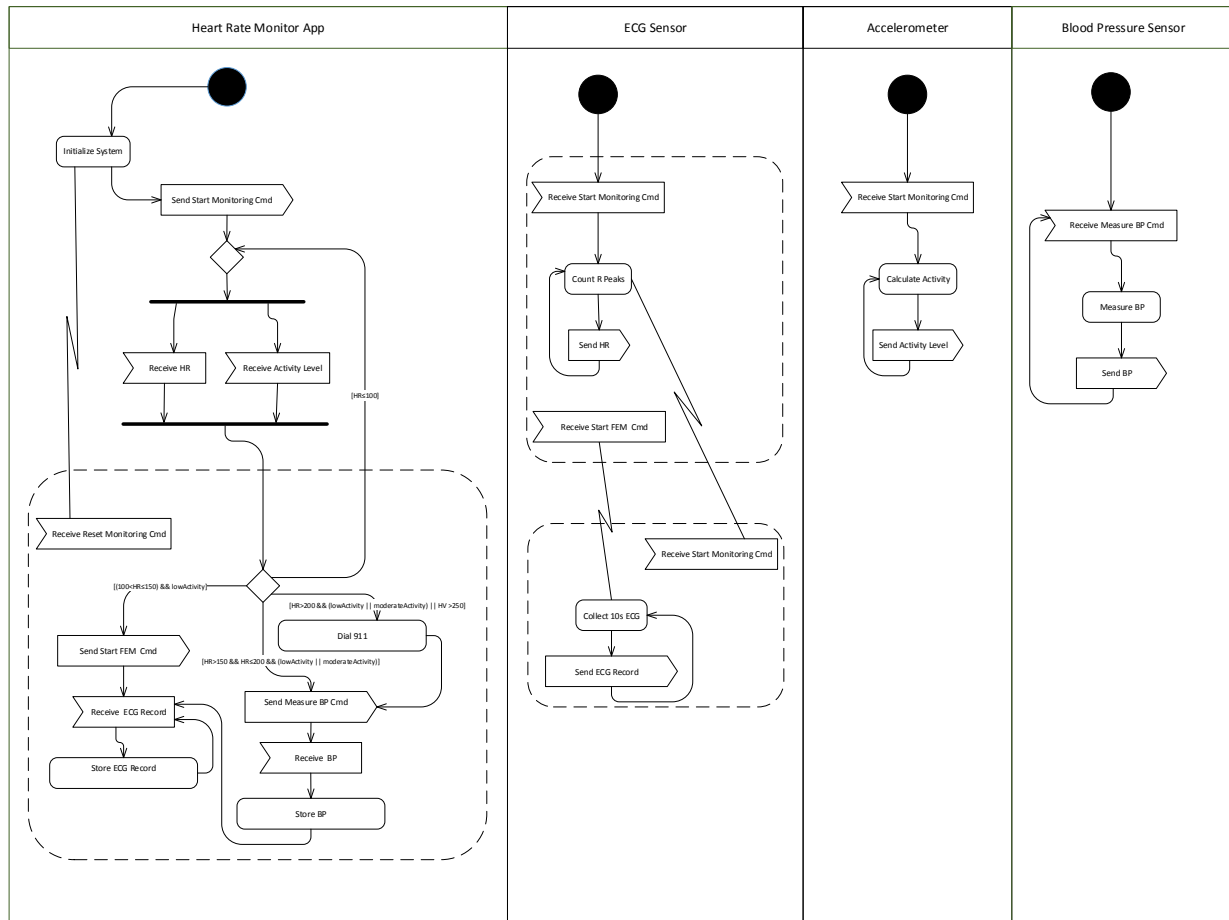 Heart Rate Monitor App
ECG Sensor
Accelerometer
Blood Pressure Sensor
Initialize System
Send Start Monitoring Cmd
Receive HR
Receive Activity Level
[HR≤100]
Receive Reset Monitoring Cmd
[(100<HR≤150) && lowActivity]
[HR>200 && (lowActivity || moderateActivity) || HV >250]
Dial 911
Send Start FEM Cmd
[HR>150 && HR≤200 && (lowActivity || moderateActivity)]
Send Measure BP Cmd
Receive ECG Record
Receive BP
Store ECG Record
Store BP
Receive Start Monitoring Cmd
Count R Peaks
Send HR
Receive Start FEM Cmd
Receive Start Monitoring Cmd
Collect 10s ECG
Send ECG Record
Receive Start Monitoring Cmd
Calculate Activity
Send Activity Level
Receive Measure BP Cmd
Measure BP
Send BP